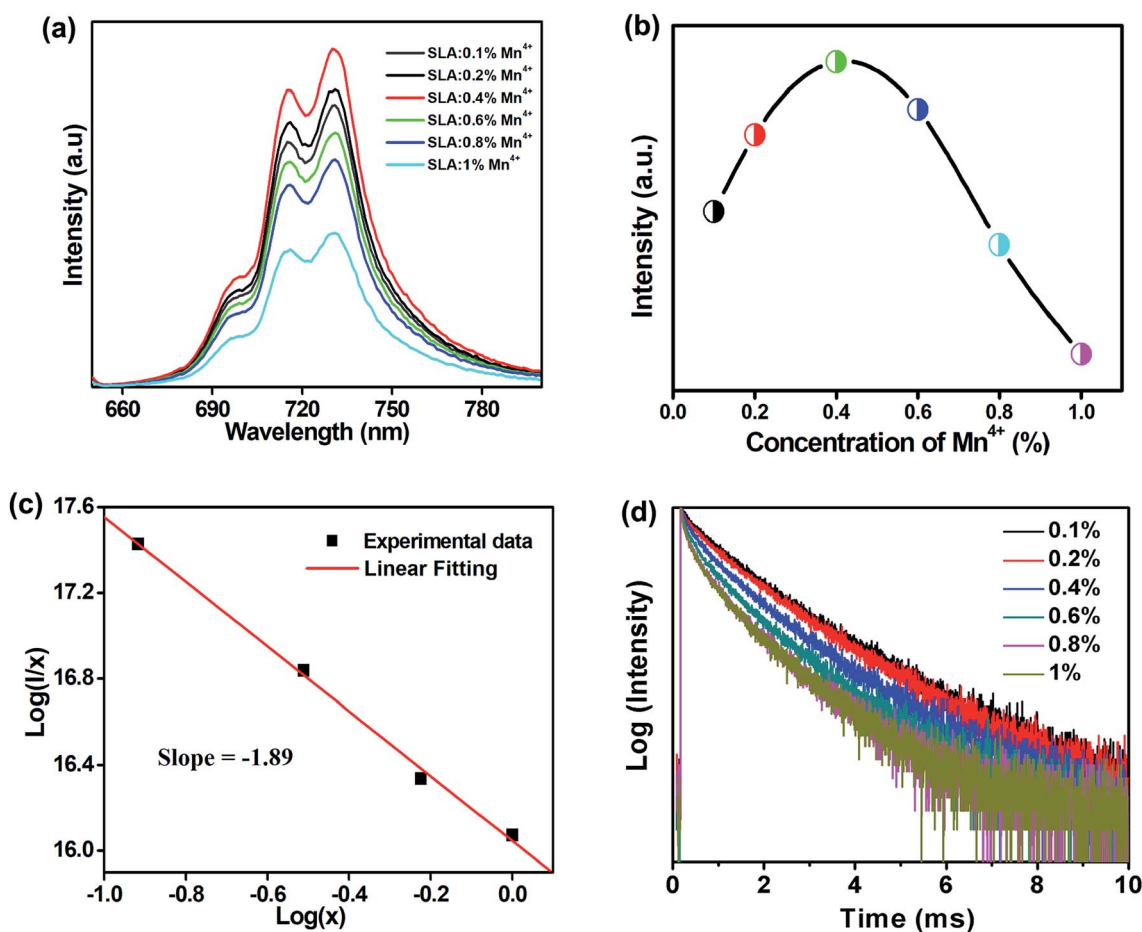 (a)
SLA:0.1% Mn⁴⁺
SLA:0.2% Mn⁴⁺
SLA:0.4% Mn⁴⁺
SLA:0.6% Mn⁴⁺
SLA:0.8% Mn⁴⁺
SLA:1% Mn⁴⁺
Intensity (a.u)
660 690 720 750 780
Wavelength (nm)
(b)
Intensity (a.u.)
0.0 0.2 0.4 0.6 0.8 1.0
Concentration of Mn⁴⁺ (%)
(c)
17.6
17.2
16.8
16.4
16.0
Log(I/x)
Experimental data
Linear Fitting
Slope = -1.89
-1.0 -0.8 -0.6 -0.4 -0.2 0.0
Log(x)
(d)
0.1%
0.2%
0.4%
0.6%
0.8%
1%
Log (Intensity)
0 2 4 6 8 10
Time (ms)